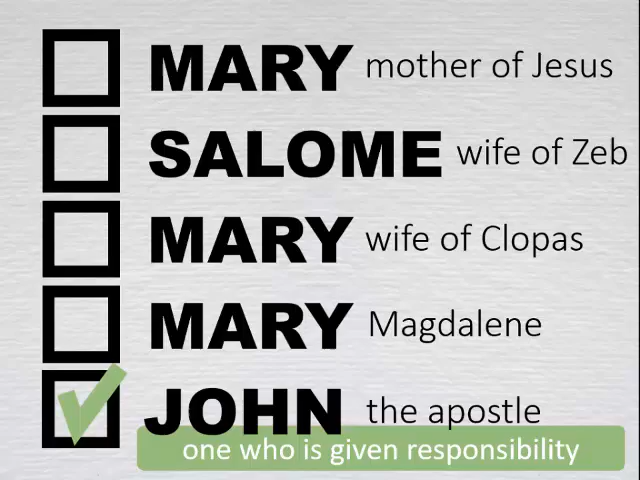 MARY mother of Jesus
SALOME wife of Zeb
MARY wife of Clopas
MARY Magdalene
JOHN the apostle
one who is given responsibility